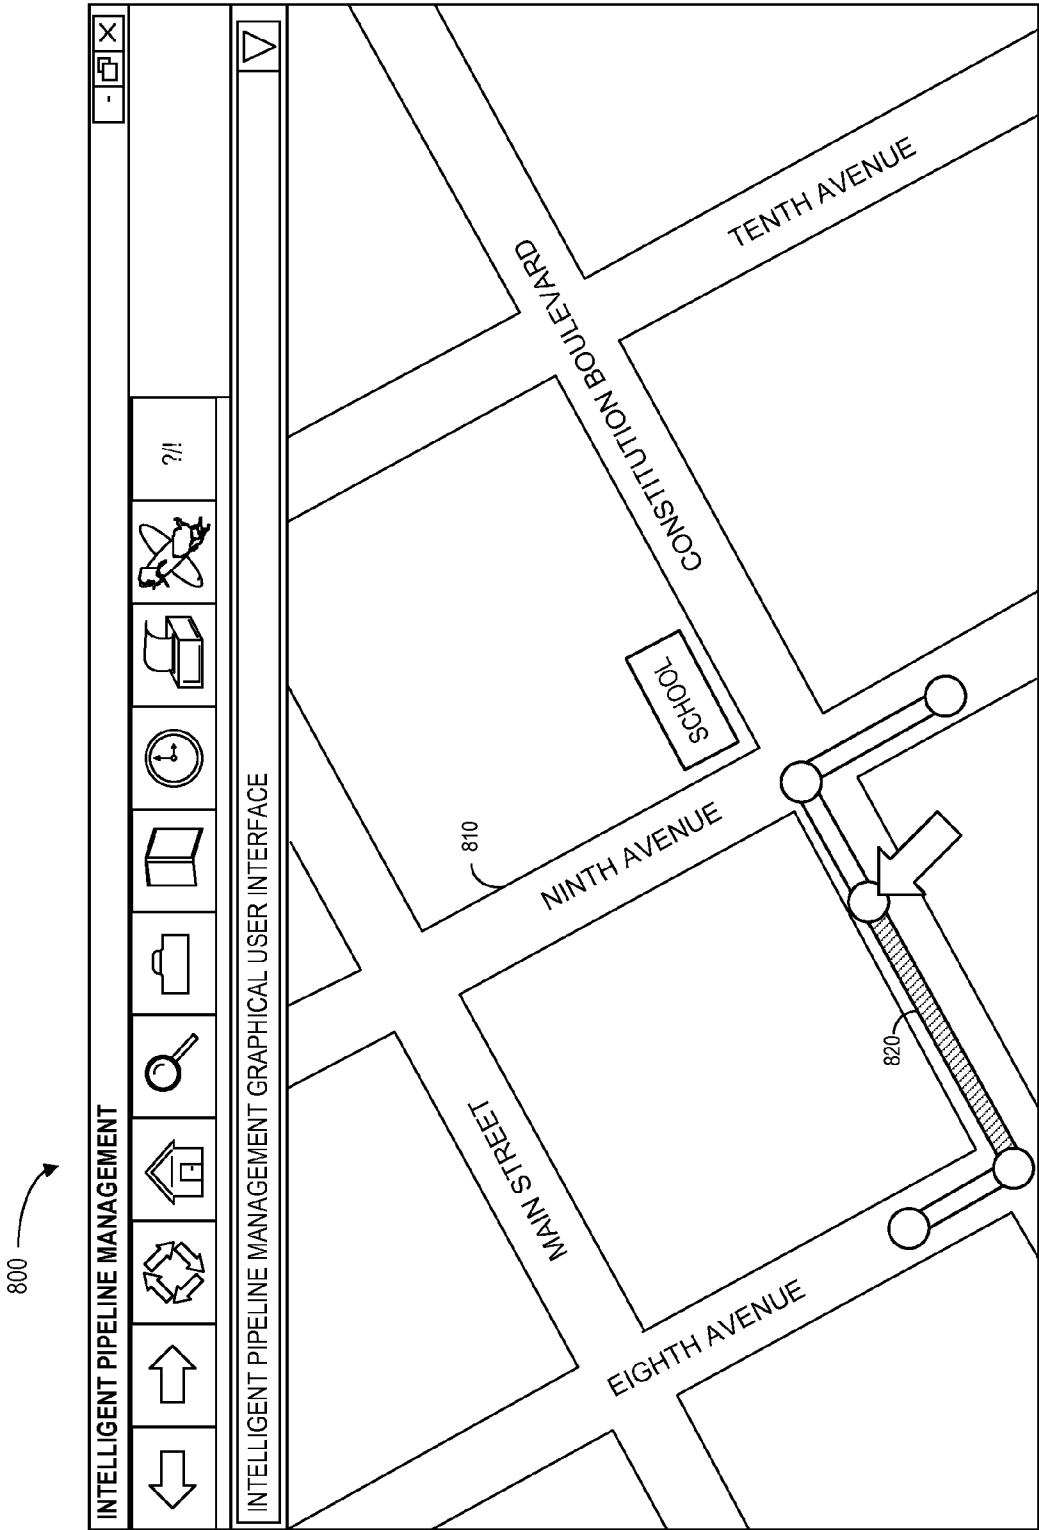 800
INTELLIGENT PIPELINE MANAGEMENT
?/!
INTELLIGENT PIPELINE MANAGEMENT GRAPHICAL USER INTERFACE
810
MAIN STREET
NINTH AVENUE
SCHOOL
CONSTITUTION BOULEVARD
EIGHTH AVENUE
820
TENTH AVENUE